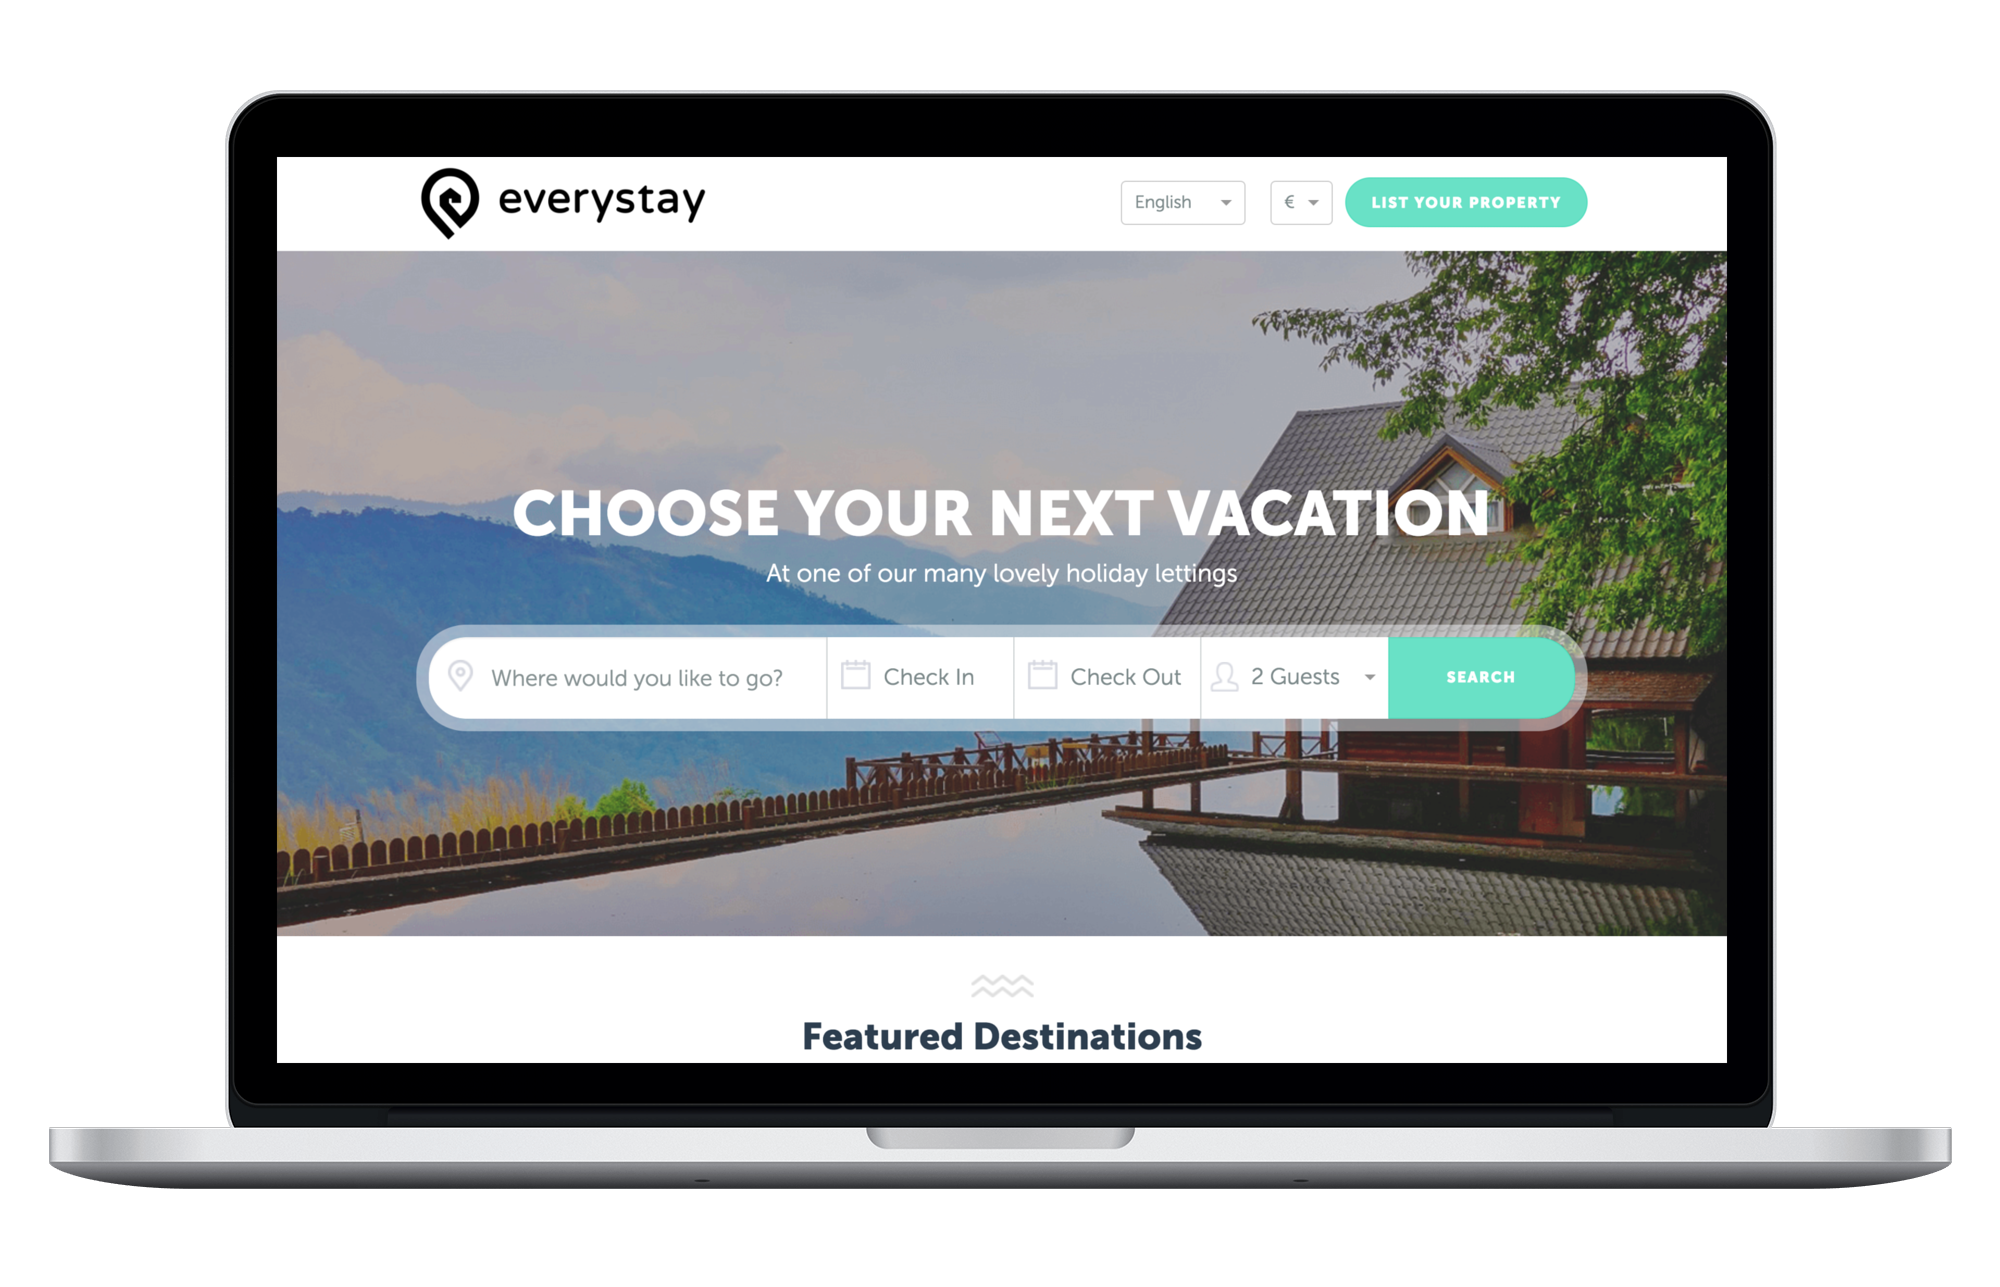 everystay
English
€
LIST YOUR PROPERTY
CHOOSE YOUR NEXT VACATION
At one of our many lovely holiday lettings
Where would you like to go?
Check In
Check Out
2 Guests
SEARCH
Featured Destinations